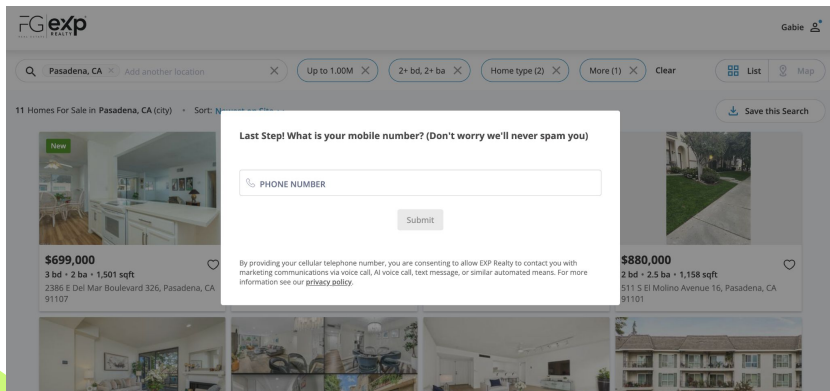 FG exp
REALTY
Gabie
Pasadena, CA Add another location
Up to 1.00M
2+ bd, 2+ ba
Home type (2)
More (1)
Clear
List
Map
11 Homes For Sale in Pasadena, CA (city) • Sort: Newest on Site
Save this Search
New
Last Step! What is your mobile number? (Don't worry we'll never spam you)
PHONE NUMBER
Submit
By providing your cellular telephone number, you are consenting to allow EXP Realty to contact you with
marketing communications via voice call, AI voice call, text message, or similar automated means. For more
information see our privacy policy.
$699,000
3 bd • 2 ba • 1,501 sqft
2386 E Del Mar Boulevard 326, Pasadena, CA
91107
$880,000
2 bd • 2.5 ba • 1,158 sqft
511 S El Molino Avenue 16, Pasadena, CA
91101